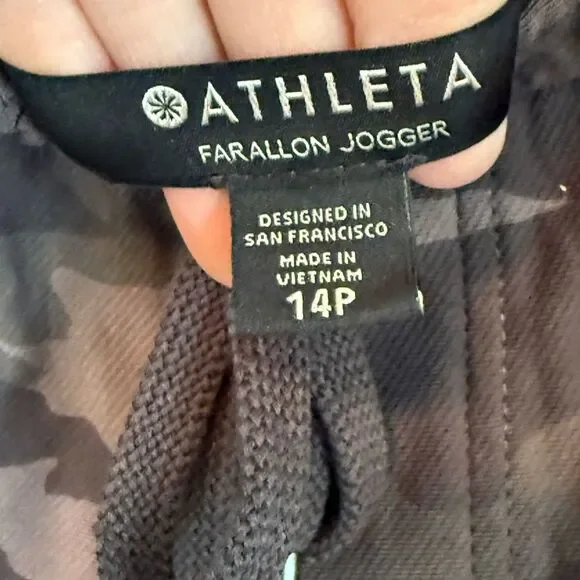 ATHLETA
FARALLON JOGGER
DESIGNED IN
SAN FRANCISCO
MADE IN
VIETNAM
14P